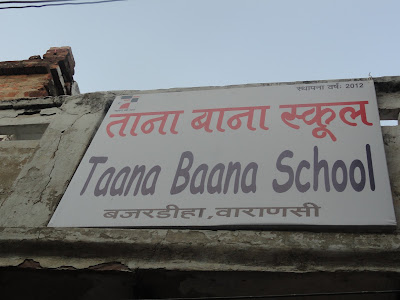 स्थापना वर्ष- 2012
ताना बाना स्कूल
Taana Baana School
बजरडीहा,वाराणसी